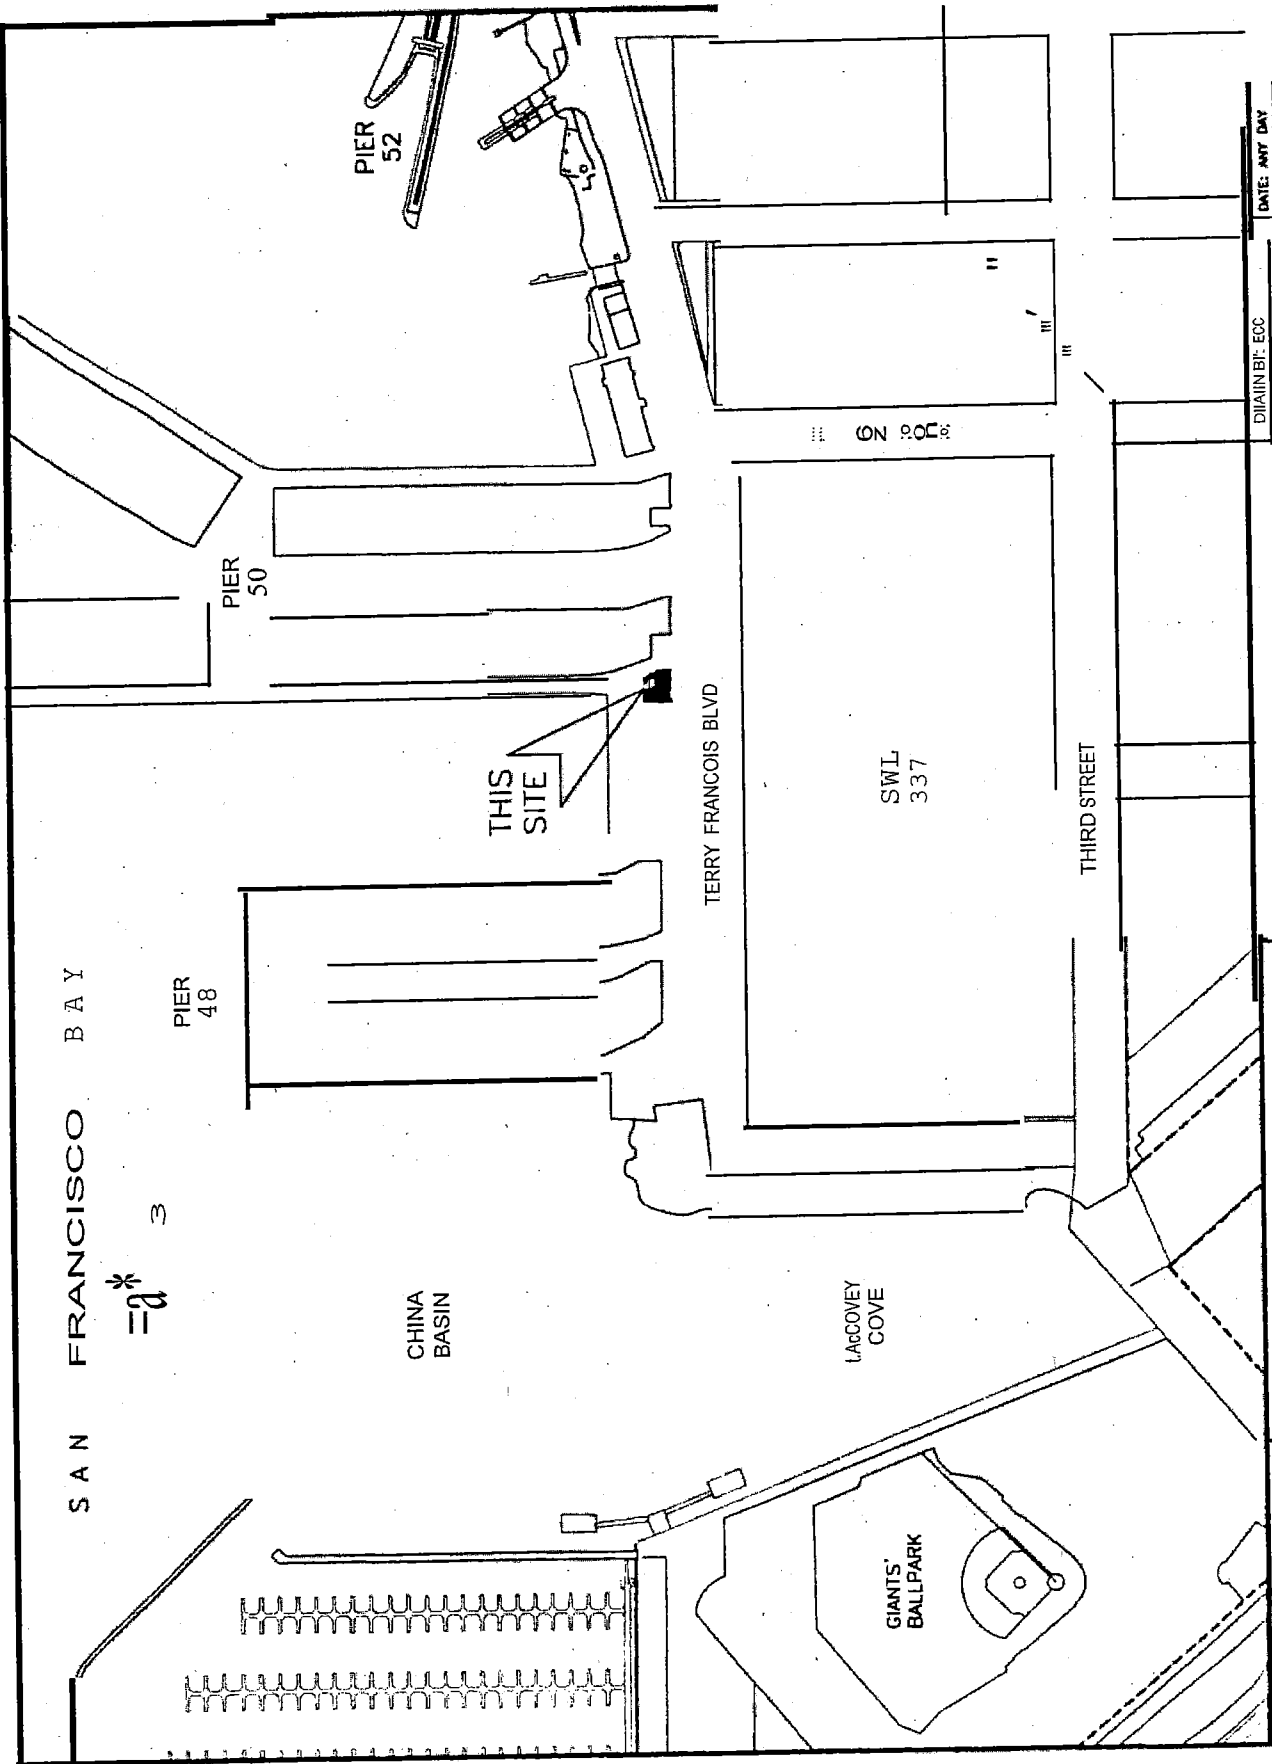 SAN FRANCISCO BAY
=a*
3
PIER
48
PIER
50
PIER
52
THIS
SITE
CHINA
BASIN
TERRY FRANCOIS BLVD
SWL
337
THIRD STREET
COVE
GIANTS'
BALLPARK
DATE: ANY DAY